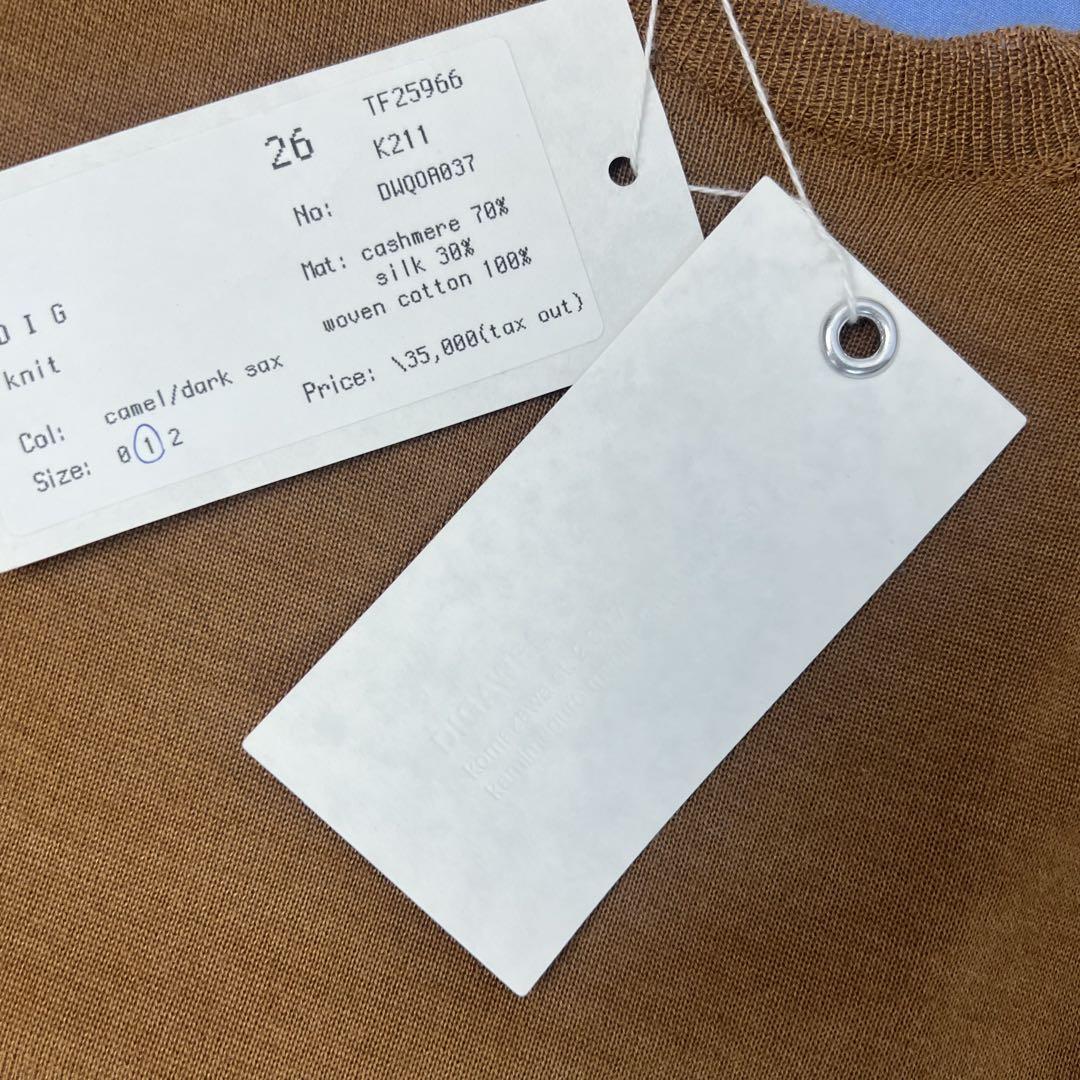 26
TF25966
K211
No: DWQOA037
Mat: cashmere 70%
silk 30%
woven cotton 100%
D I G
knit
Col: camel/dark sax
Size: 0 1 2
Price: \35,000(tax out)
DIGAWEL